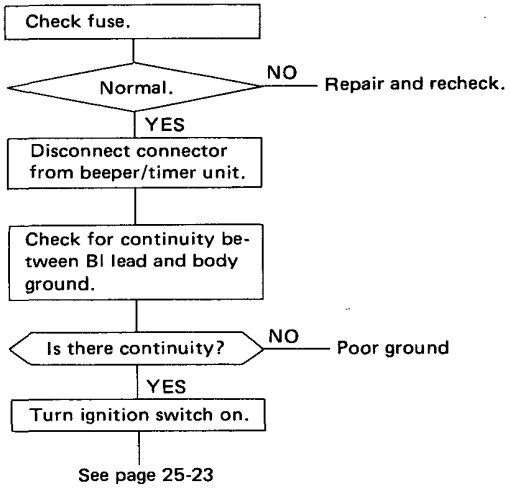 Check fuse.
Normal.
NO
Repair and recheck.
YES
Disconnect connector
from beeper/timer unit.
Check for continuity be-
tween Bl lead and body
ground.
Is there continuity?
NO
Poor ground
YES
Turn ignition switch on.
See page 25-23